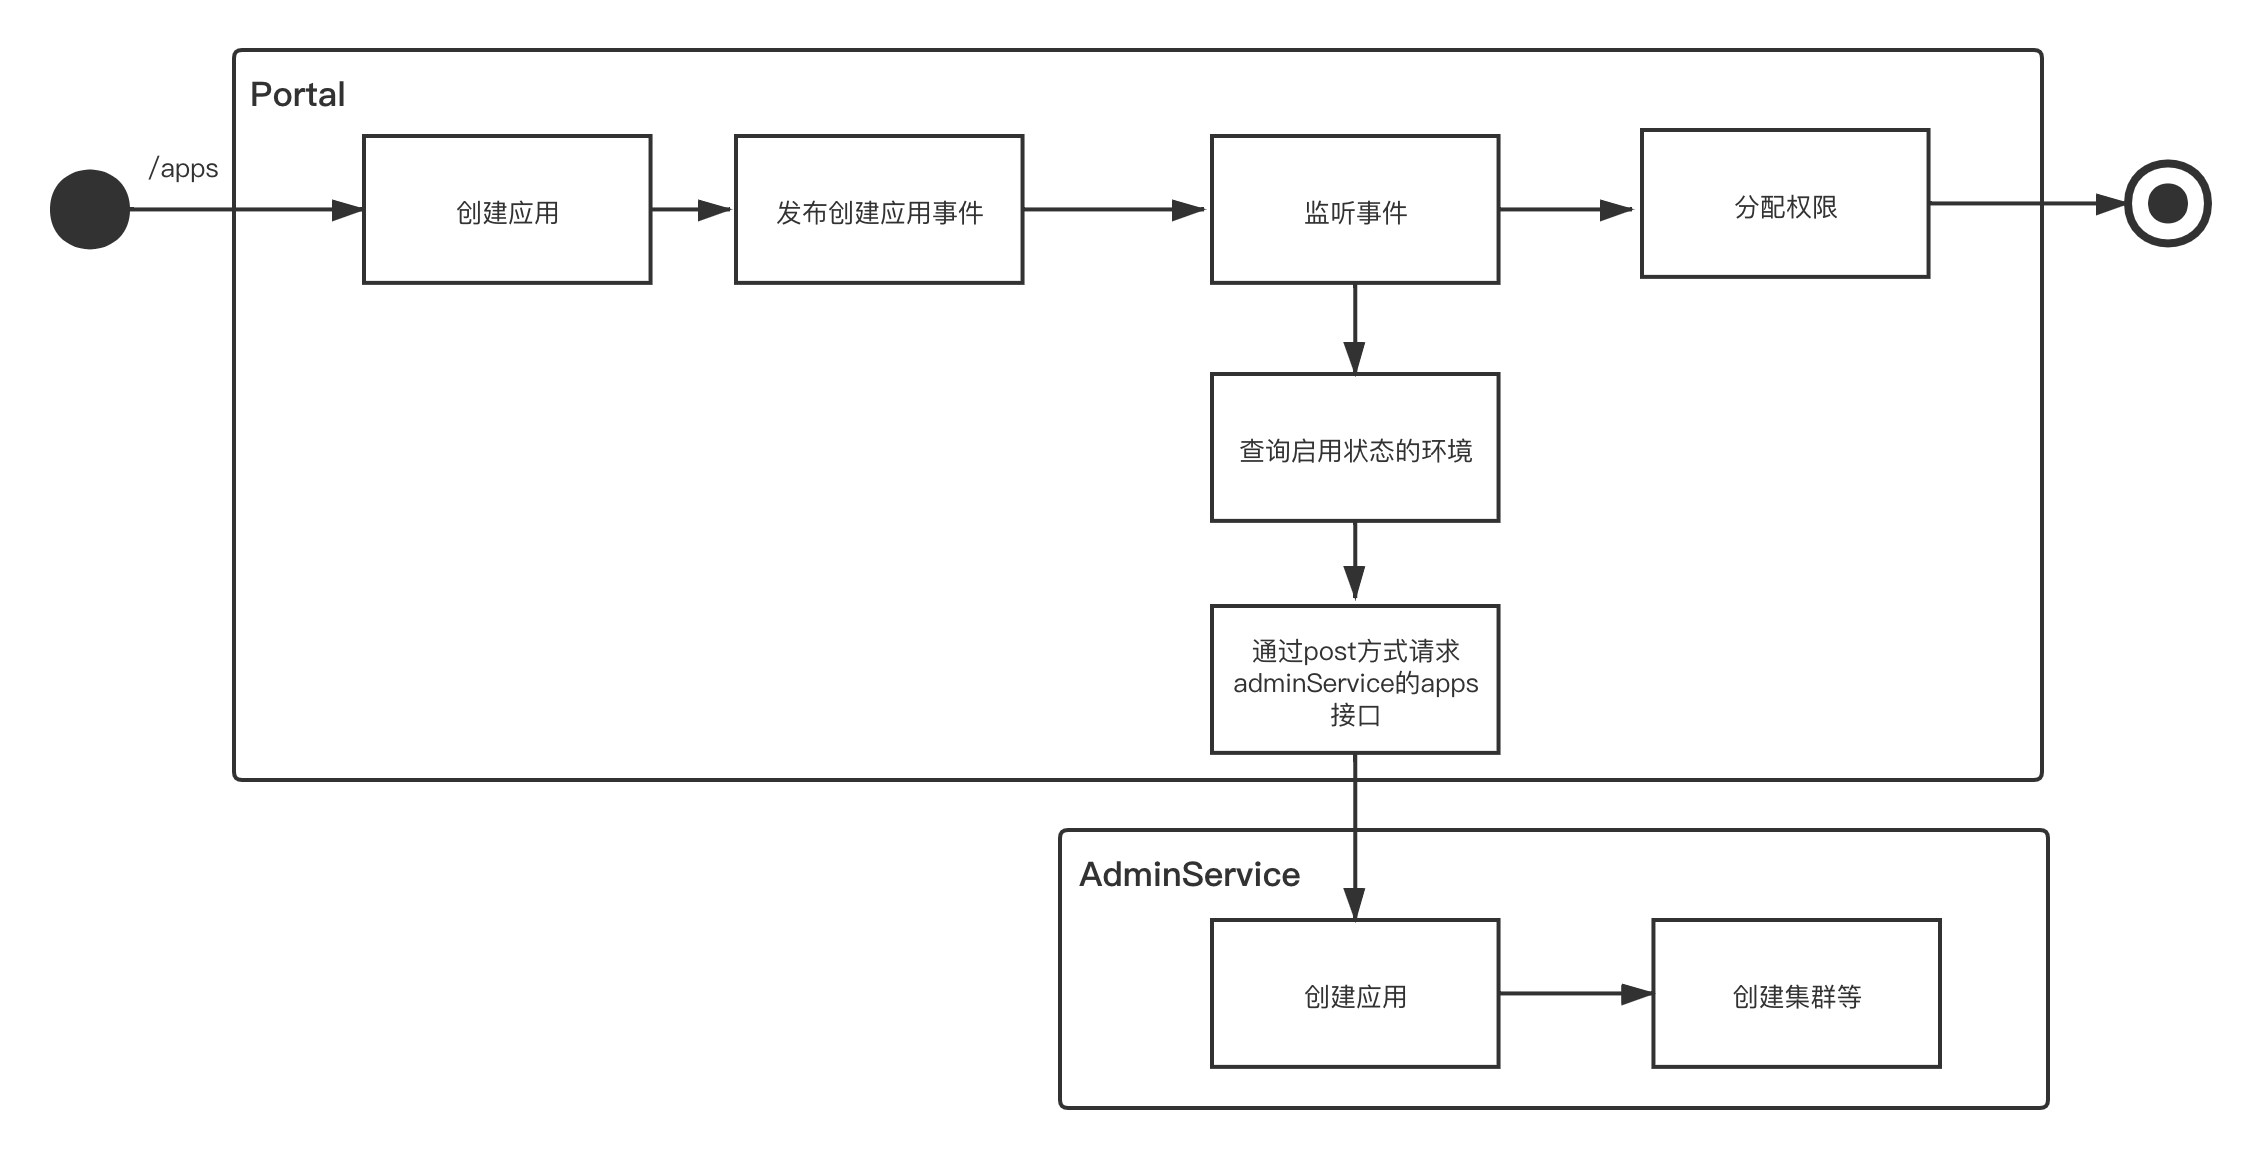 Portal
/apps
创建应用
发布创建应用事件
监听事件
分配权限
查询启用状态的环境
通过post方式请求
adminService的apps
接口
AdminService
创建应用
创建集群等